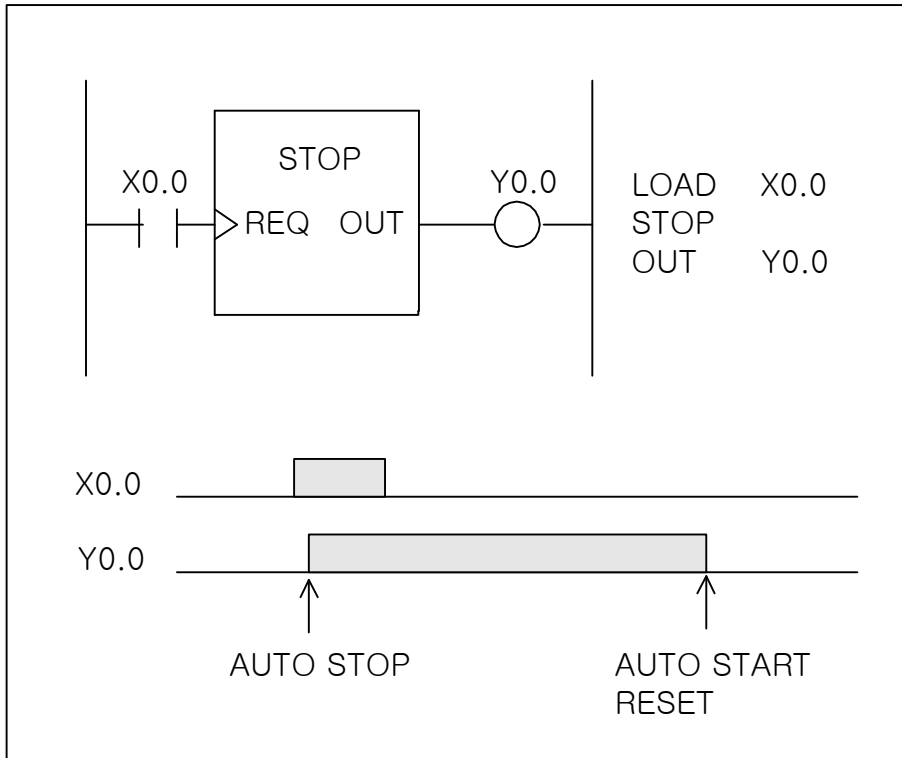 STOP
X0.0
Y0.0
REQ OUT
LOAD X0.0
STOP
OUT Y0.0
X0.0
Y0.0
AUTO STOP
AUTO START
RESET